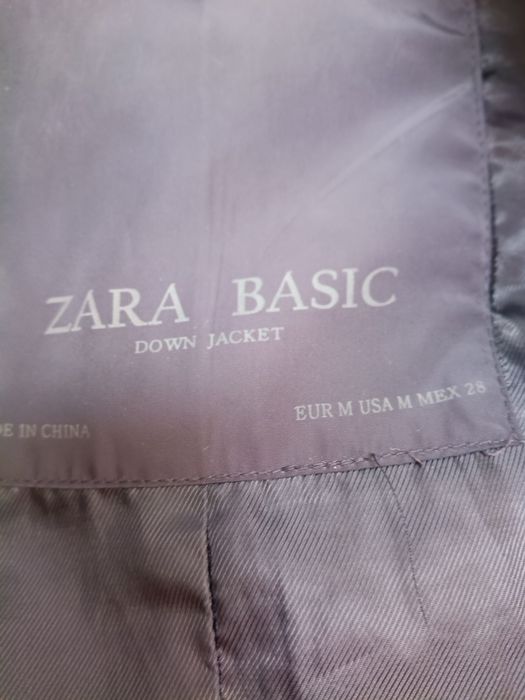 ZARA BASIC
DOWN JACKET
DE IN CHINA
EUR M USA M MEX 28